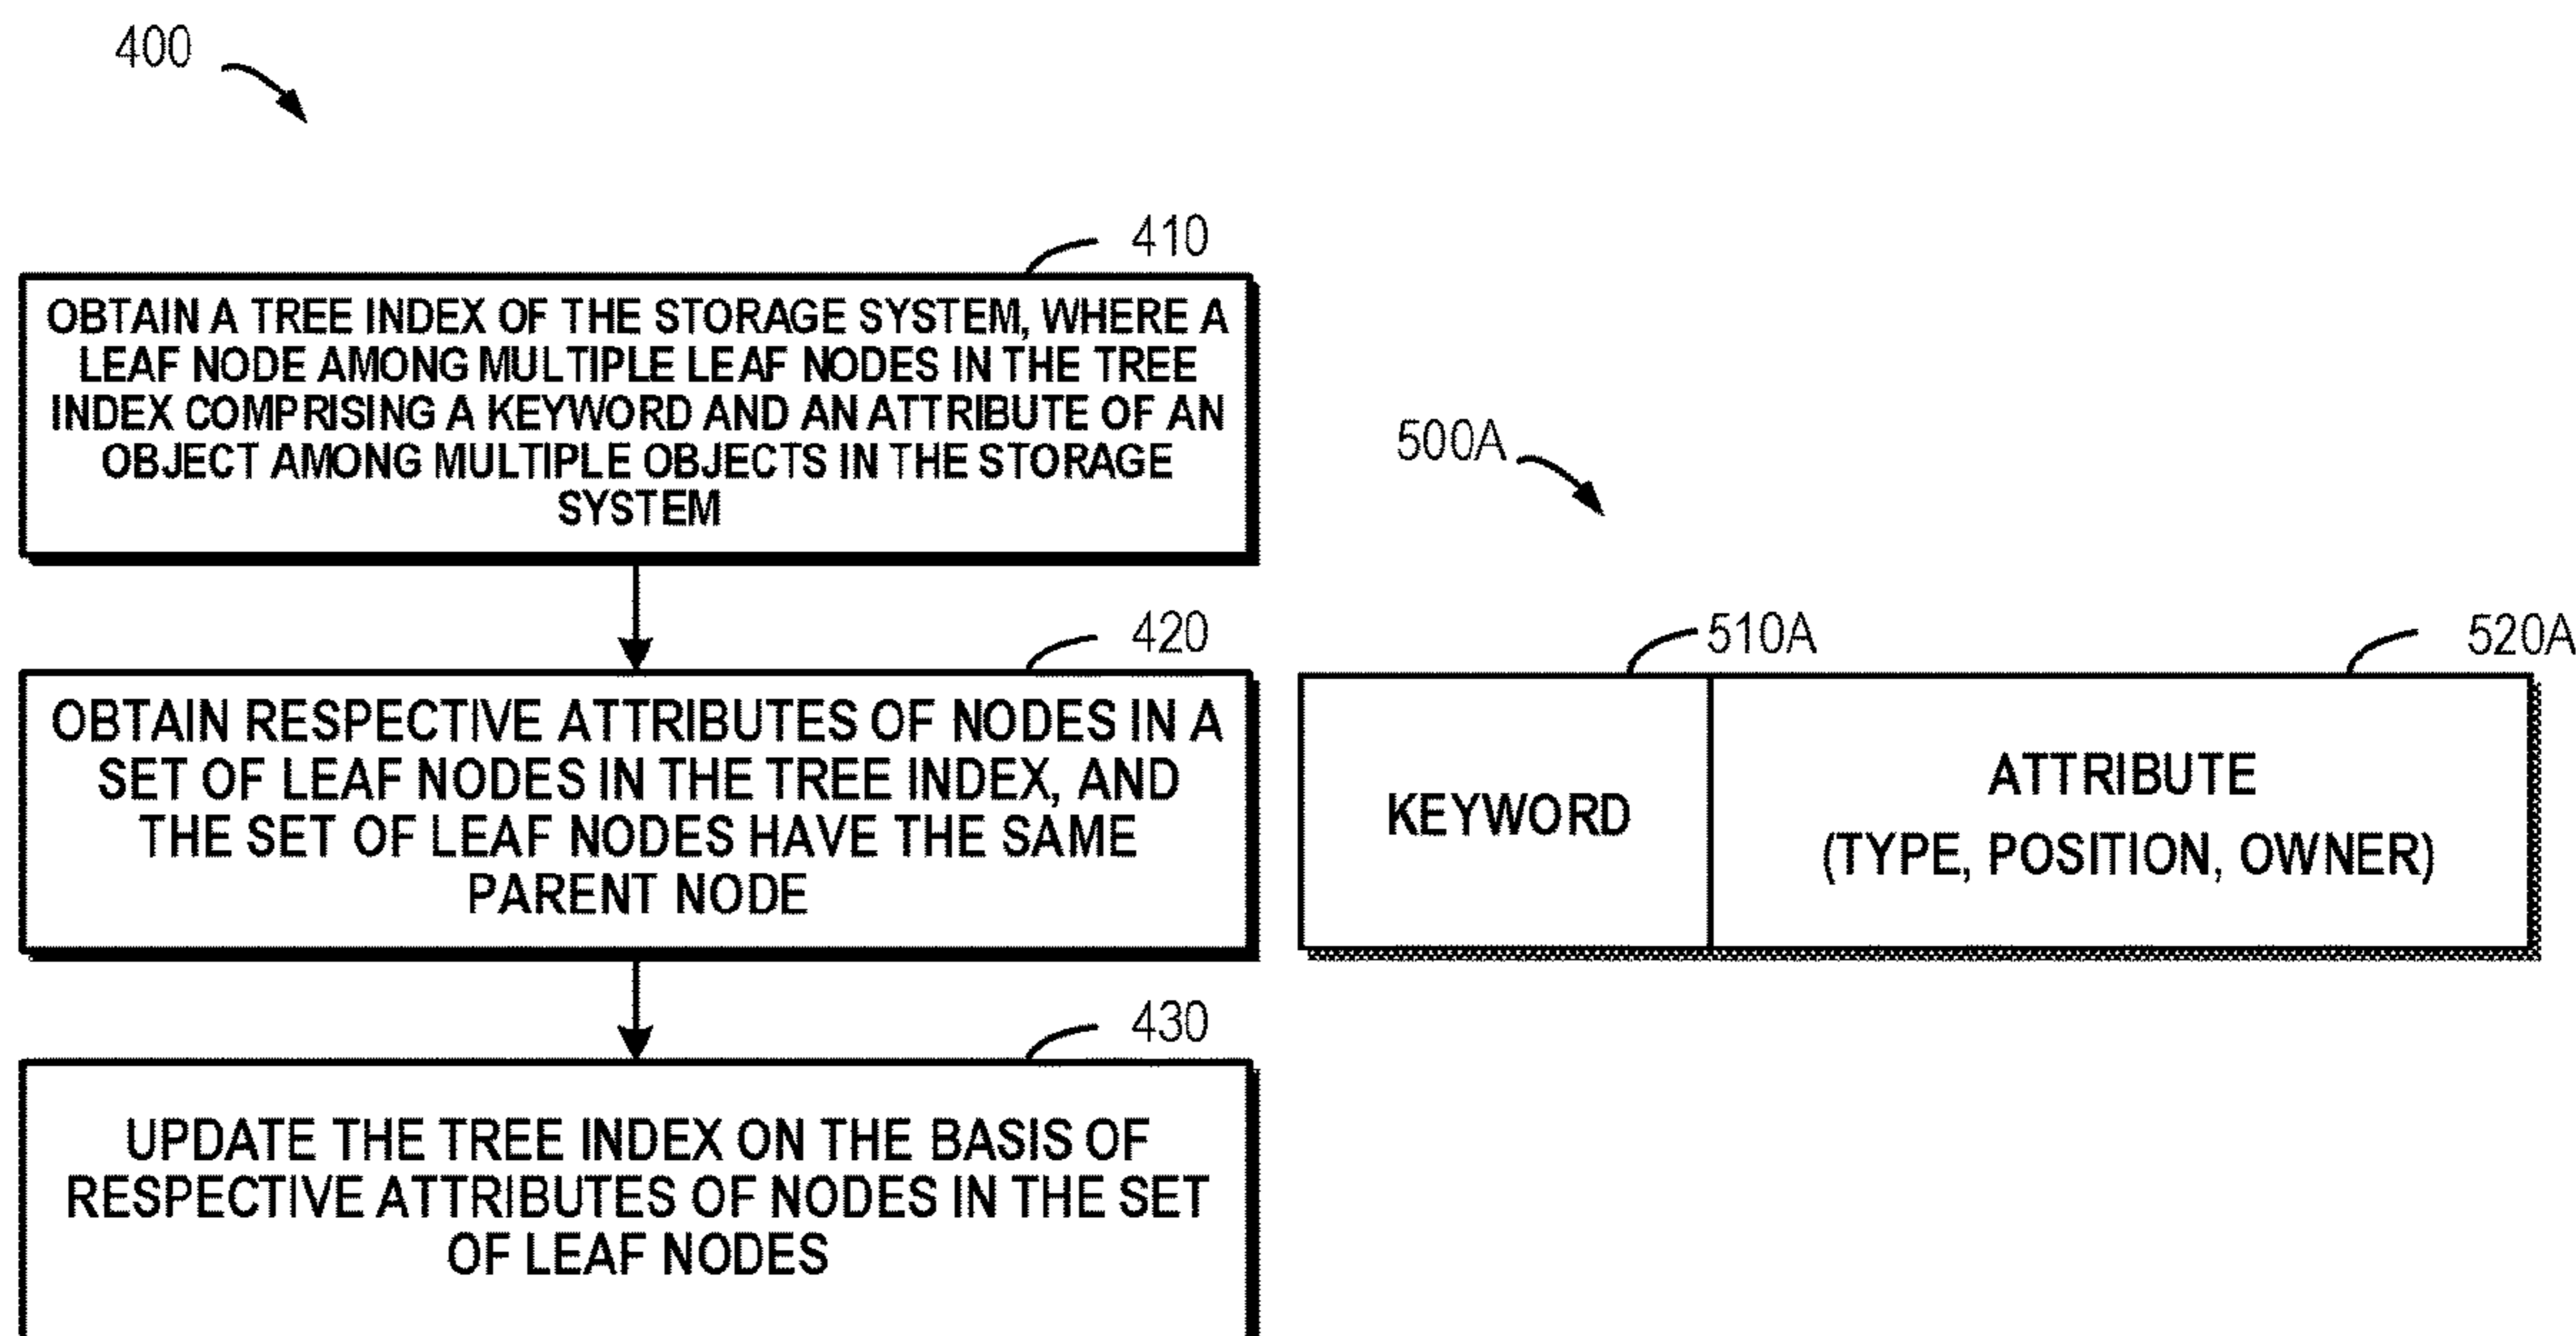 400
410
OBTAIN A TREE INDEX OF THE STORAGE SYSTEM, WHERE A
LEAF NODE AMONG MULTIPLE LEAF NODES IN THE TREE
INDEX COMPRISING A KEYWORD AND AN ATTRIBUTE OF AN
OBJECT AMONG MULTIPLE OBJECTS IN THE STORAGE
SYSTEM
420
OBTAIN RESPECTIVE ATTRIBUTES OF NODES IN A
SET OF LEAF NODES IN THE TREE INDEX, AND
THE SET OF LEAF NODES HAVE THE SAME
PARENT NODE
430
UPDATE THE TREE INDEX ON THE BASIS OF
RESPECTIVE ATTRIBUTES OF NODES IN THE SET
OF LEAF NODES
500A
510A
520A
KEYWORD
ATTRIBUTE
(TYPE, POSITION, OWNER)